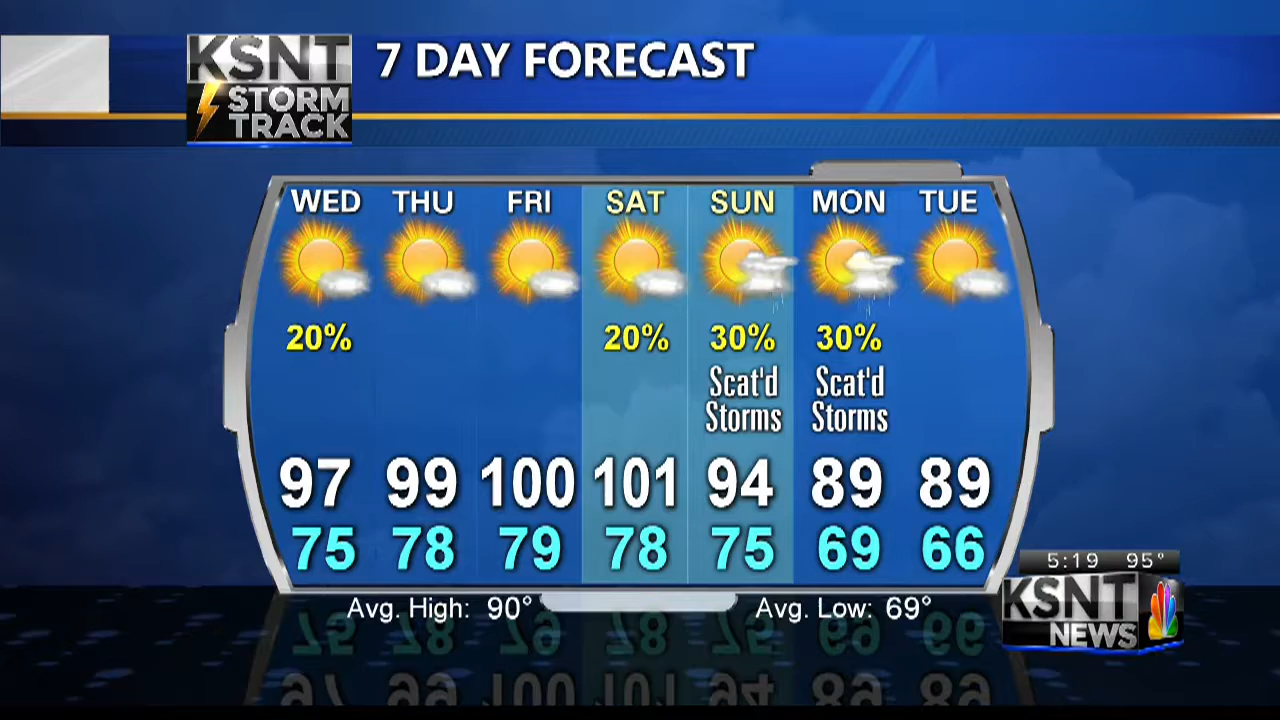 KSNT
STORM
TRACK
7 DAY FORECAST
WED THU FRI SAT SUN MON TUE
20% 20% 30% 30%
Scat'd Scat'd
Storms Storms
97 99 100 101 94 89 89
75 78 79 78 75 69 66
Avg. High: 90° Avg. Low: 69°
5:19 95°
KSNT
NEWS